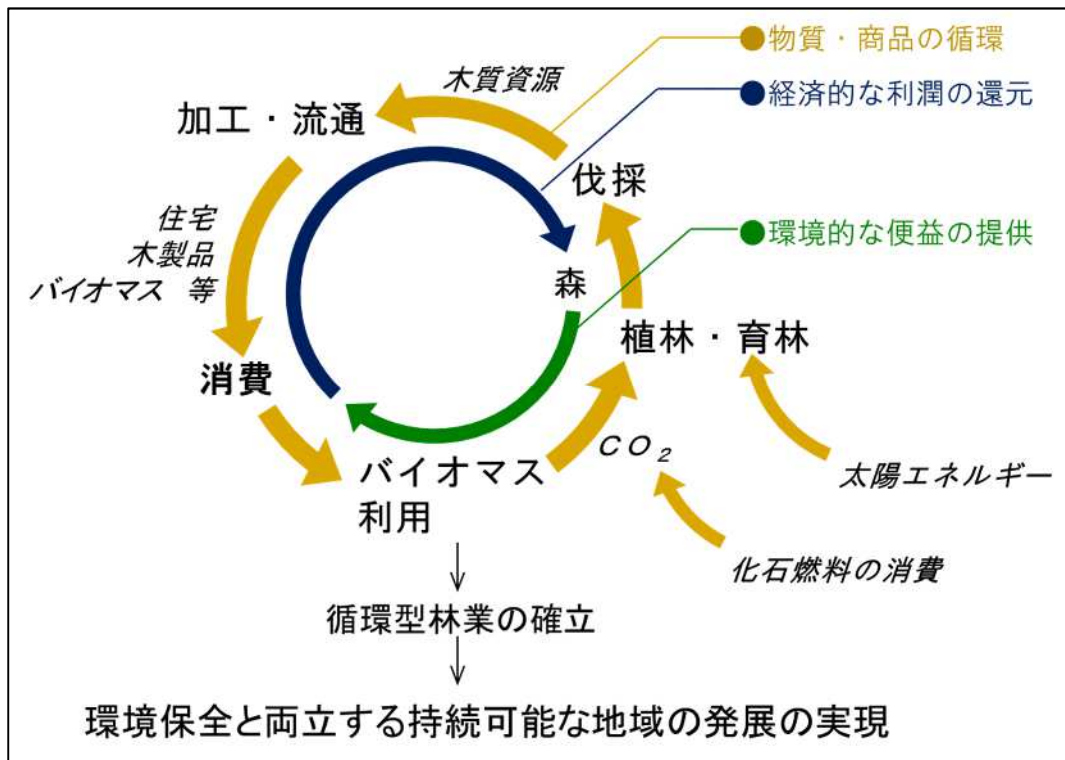 ●物質・商品の循環
木質資源
●経済的な利潤の還元
加工・流通
伐採
住宅
木製品
バイオマス 等
●環境的な便益の提供
森
植林・育林
消費
CO₂
バイオマス
利用
太陽エネルギー
化石燃料の消費
循環型林業の確立
環境保全と両立する持続可能な地域の発展の実現